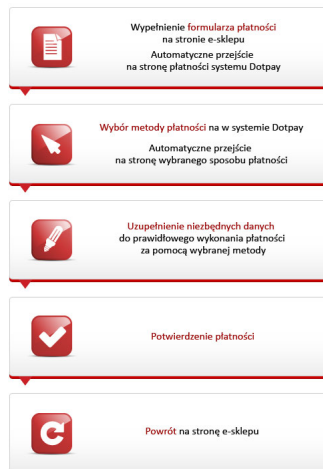 Wypełnienie formularza płatności
na stronie e-sklepu
Automatyczne przejście
na stronę płatności systemu Dotpay
Wybór metody płatności na w systemie Dotpay
Automatyczne przejście
na stronę wybranego sposobu płatności
Uzupełnienie niezbędnych danych
do prawidłowego wykonania płatności
za pomocą wybranej metody
Potwierdzenie płatności
Powrót na stronę e-sklepu